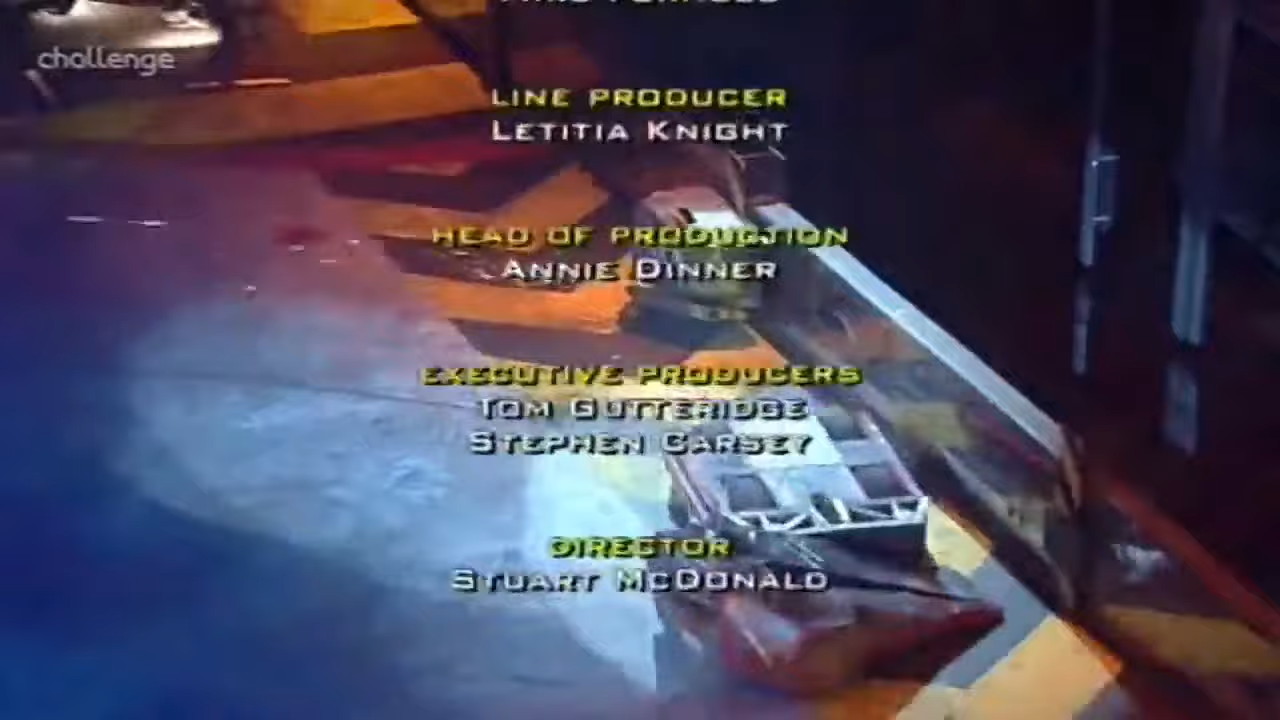 challenge
LINE PRODUCER
LETITIA KNIGHT
HEAD OF PRODUCTION
ANNIE DINNER
EXECUTIVE PRODUCERS
TOM GUTTERIDGE
STEPHEN CARSEY
DIRECTOR
STUART MCDONALD